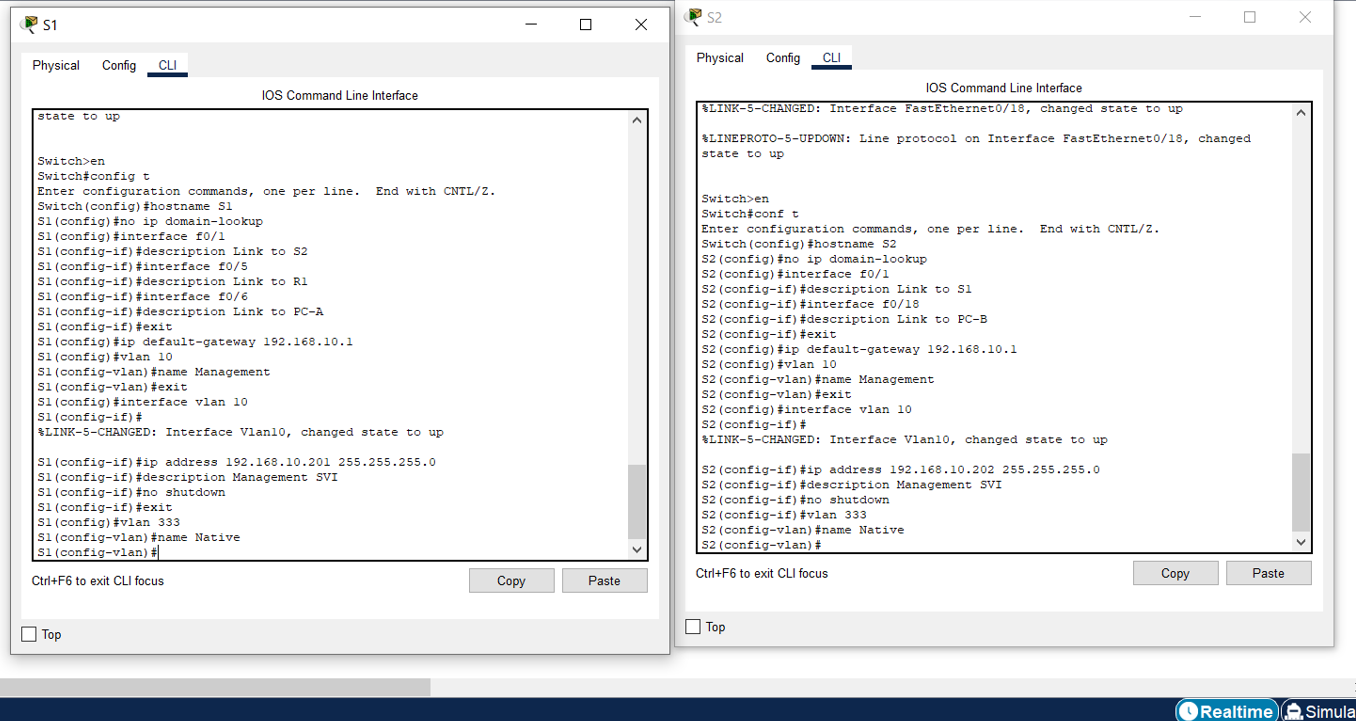 S1
Physical Config CLI
IOS Command Line Interface
state to up
Switch>en
Switch#config t
Enter configuration commands, one per line.  End with CNTL/Z.
Switch(config)#hostname S1
S1(config)#no ip domain-lookup
S1(config)#interface f0/1
S1(config-if)#description Link to S2
S1(config-if)#interface f0/5
S1(config-if)#description Link to R1
S1(config-if)#interface f0/6
S1(config-if)#description Link to PC-A
S1(config-if)#exit
S1(config)#ip default-gateway 192.168.10.1
S1(config)#vlan 10
S1(config-vlan)#name Management
S1(config-vlan)#exit
S1(config)#interface vlan 10
S1(config-if)#
%LINK-5-CHANGED: Interface Vlan10, changed state to up
S1(config-if)#ip address 192.168.10.201 255.255.255.0
S1(config-if)#description Management SVI
S1(config-if)#no shutdown
S1(config-if)#exit
S1(config)#vlan 333
S1(config-vlan)#name Native
S1(config-vlan)#
Ctrl+F6 to exit CLI focus
Copy Paste
Top
S2
Physical Config CLI
IOS Command Line Interface
%LINK-5-CHANGED: Interface FastEthernet0/18, changed state to up
%LINEPROTO-5-UPDOWN: Line protocol on Interface FastEthernet0/18, changed
state to up
Switch>en
Switch#conf t
Enter configuration commands, one per line.  End with CNTL/Z.
Switch(config)#hostname S2
S2(config)#no ip domain-lookup
S2(config)#interface f0/1
S2(config-if)#description Link to S1
S2(config-if)#interface f0/18
S2(config-if)#description Link to PC-B
S2(config-if)#exit
S2(config)#ip default-gateway 192.168.10.1
S2(config)#vlan 10
S2(config-vlan)#name Management
S2(config-vlan)#exit
S2(config)#interface vlan 10
S2(config-if)#
%LINK-5-CHANGED: Interface Vlan10, changed state to up
S2(config-if)#ip address 192.168.10.202 255.255.255.0
S2(config-if)#description Management SVI
S2(config-if)#no shutdown
S2(config-if)#vlan 333
S2(config-vlan)#name Native
S2(config-vlan)#
Ctrl+F6 to exit CLI focus
Copy Paste
Top
Realtime Simula